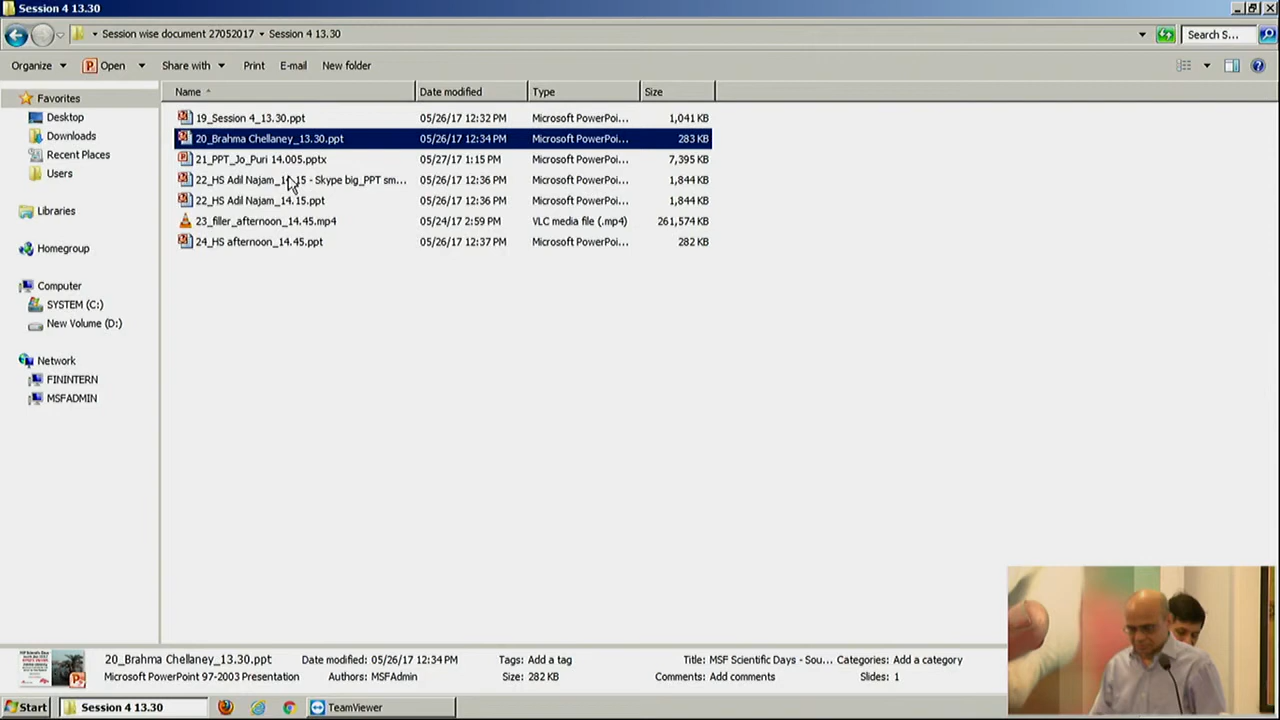 Session 4 13.30
Session wise document 27052017 Session 4 13.30 Search S...
Organize Open Share with Print E-mail New folder
Name Date modified Type Size
Favorites
Desktop
Downloads
Recent Places
Users
Libraries
Homegroup
Computer
SYSTEM (C:)
New Volume (D:)
Network
FININTERN
MSFADMIN
19_Session 4_13.30.ppt 05/26/17 12:32 PM Microsoft PowerPoi... 1,041 KB
20_Brahma Chellaney_13.30.ppt 05/26/17 12:34 PM Microsoft PowerPoi... 283 KB
21_PPT_Jo_Puri 14.005.pptx 05/27/17 1:15 PM Microsoft PowerPoi... 7,395 KB
22_HS Adil Najam_14.15 - Skype big_PPT sm... 05/26/17 12:36 PM Microsoft PowerPoi... 1,844 KB
22_HS Adil Najam_14.15.ppt 05/26/17 12:36 PM Microsoft PowerPoi... 1,844 KB
23_filler_afternoon_14.45.mp4 05/24/17 2:59 PM VLC media file (.mp4) 261,574 KB
24_HS afternoon_14.45.ppt 05/26/17 12:37 PM Microsoft PowerPoi... 282 KB
20_Brahma Chellaney_13.30.ppt Date modified: 05/26/17 12:34 PM Tags: Add a tag Title: MSF Scientific Days - Sou... Categories: Add a category
Microsoft PowerPoint 97-2003 Presentation Authors: MSFAdmin Size: 282 KB Comments: Add comments Slides: 1
Start Session 4 13.30 TeamViewer